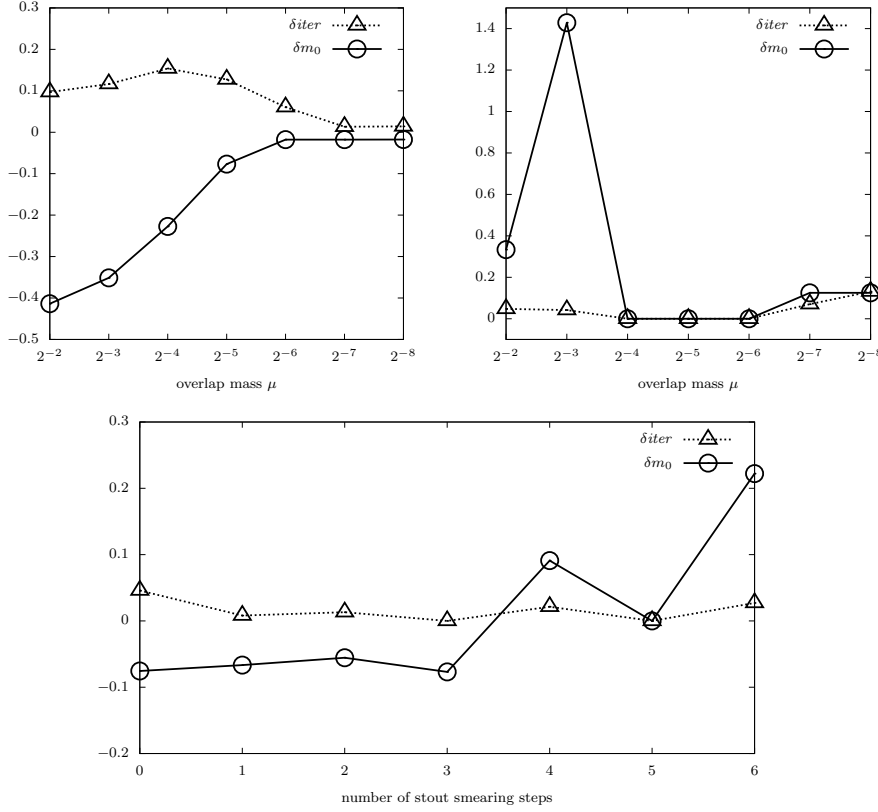 0.3
0.2
0.1
0
−0.1
−0.2
−0.3
−0.4
−0.5
2⁻² 2⁻³ 2⁻⁴ 2⁻⁵ 2⁻⁶ 2⁻⁷ 2⁻⁸
overlap mass μ
δiter
δm₀
1.4
1.2
1
0.8
0.6
0.4
0.2
0
2⁻² 2⁻³ 2⁻⁴ 2⁻⁵ 2⁻⁶ 2⁻⁷ 2⁻⁸
overlap mass μ
δiter
δm₀
0.3
0.2
0.1
0
−0.1
−0.2
0 1 2 3 4 5 6
number of stout smearing steps
δiter
δm₀